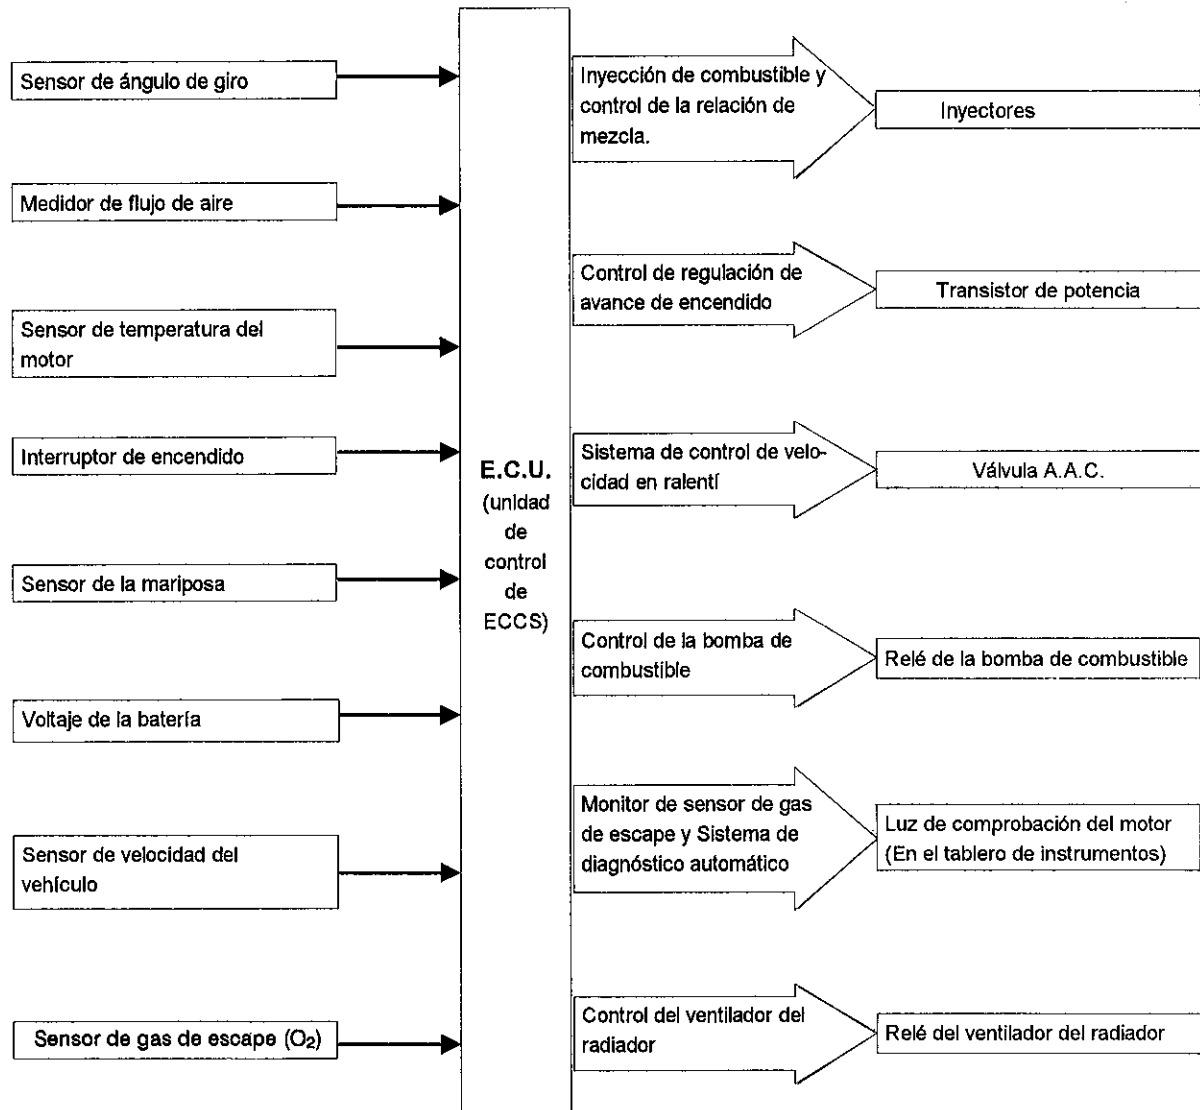 Sensor de ángulo de giro
Medidor de flujo de aire
Sensor de temperatura del
motor
Interruptor de encendido
Sensor de la mariposa
Voltaje de la batería
Sensor de velocidad del
vehículo
Sensor de gas de escape (O₂)
E.C.U.
(unidad
de
control
de
ECCS)
Inyección de combustible y
control de la relación de
mezcla.
Inyectores
Control de regulación de
avance de encendido
Transistor de potencia
Sistema de control de velo-
cidad en ralentí
Válvula A.A.C.
Control de la bomba de
combustible
Relé de la bomba de combustible
Monitor de sensor de gas
de escape y Sistema de
diagnóstico automático
Luz de comprobación del motor
(En el tablero de instrumentos)
Control del ventilador del
radiador
Relé del ventilador del radiador